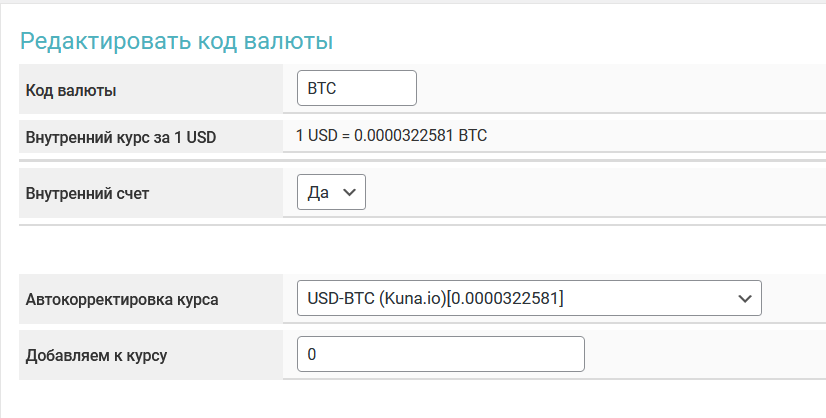 Редактировать код валюты
Код валюты BTC
Внутренний курс за 1 USD 1 USD = 0.0000322581 BTC
Внутренний счет Да
Автокорректировка курса USD-BTC (Kuna.io)[0.0000322581]
Добавляем к курсу 0